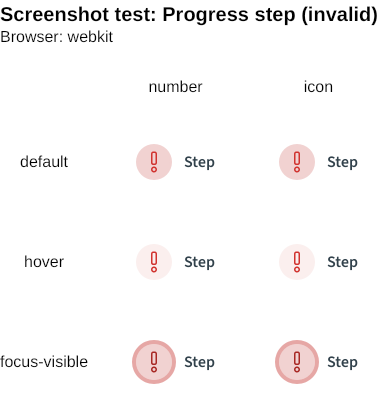 Screenshot test: Progress step (invalid)
Browser: webkit
number icon
default Step Step
hover Step Step
focus-visible Step Step